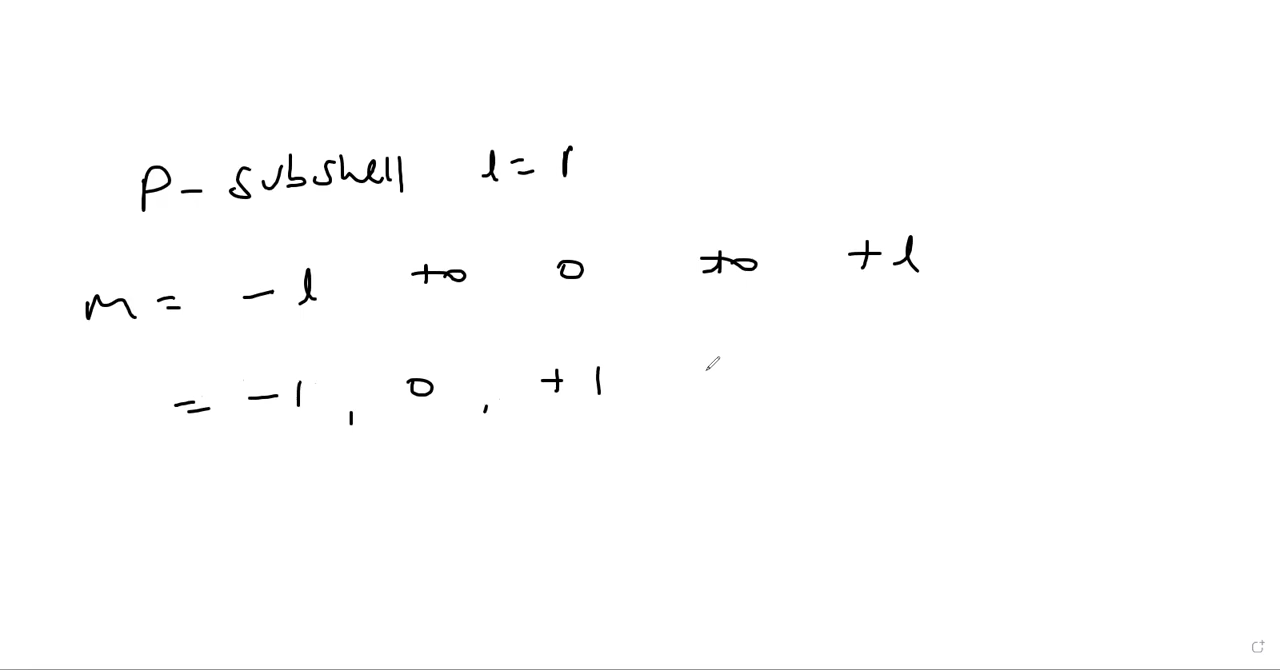 P- subshell l = 1
m = - l to 0 to + l
= - 1 , 0 , + 1